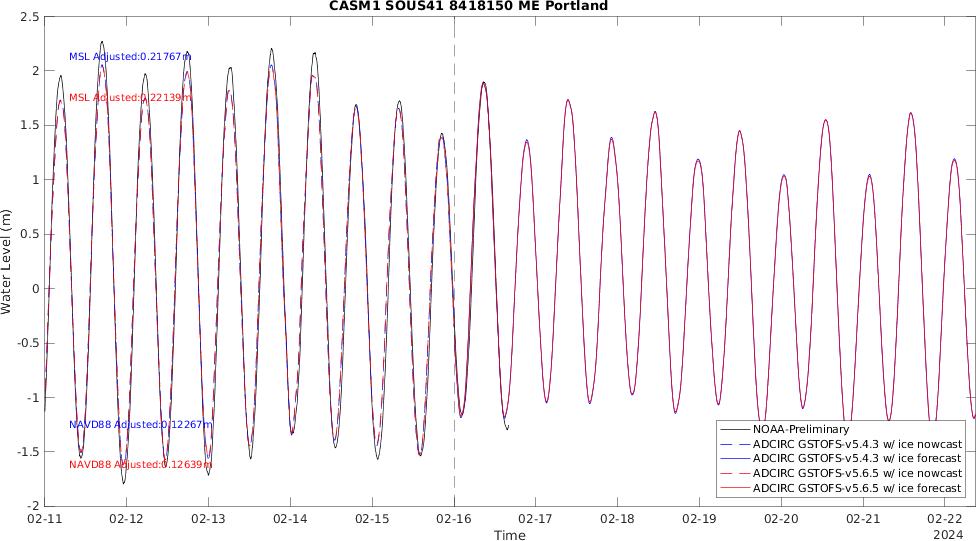 CASM1 SOUS41 8418150 ME Portland
2.5
2
1.5
1
0.5
0
-0.5
-1
-1.5
-2
Water Level (m)
MSL Adjusted:0.21767m
MSL Adjusted:0.22139m
NAVD88 Adjusted:0.12267m
NAVD88 Adjusted:0.12639m
NOAA-Preliminary
ADCIRC GSTOFS-v5.4.3 w/ ice nowcast
ADCIRC GSTOFS-v5.4.3 w/ ice forecast
ADCIRC GSTOFS-v5.6.5 w/ ice nowcast
ADCIRC GSTOFS-v5.6.5 w/ ice forecast
02-11 02-12 02-13 02-14 02-15 02-16 02-17 02-18 02-19 02-20 02-21 02-22
2024
Time